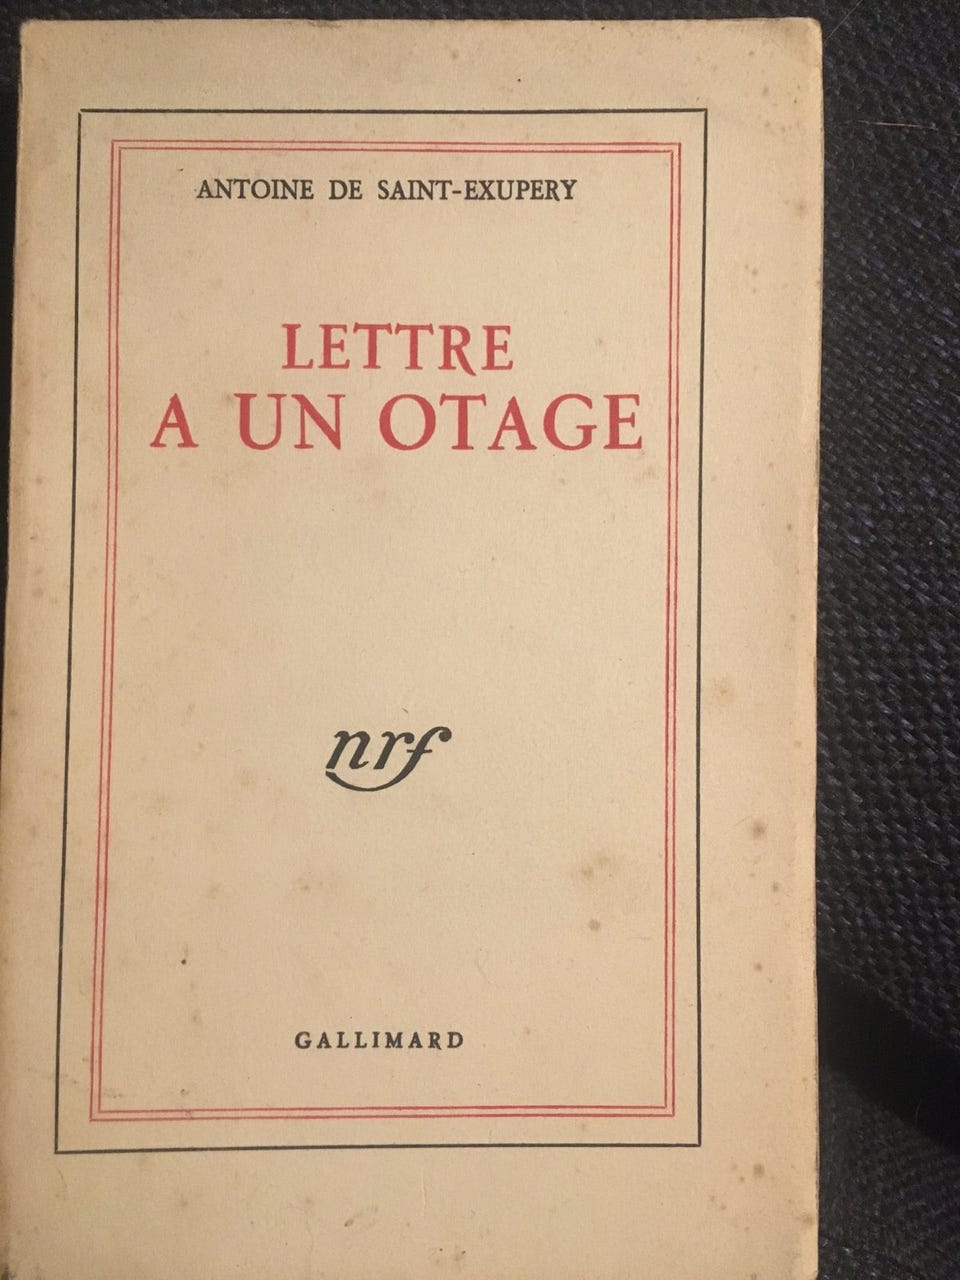 ANTOINE DE SAINT-EXUPERY
LETTRE
A UN OTAGE
nrf
GALLIMARD